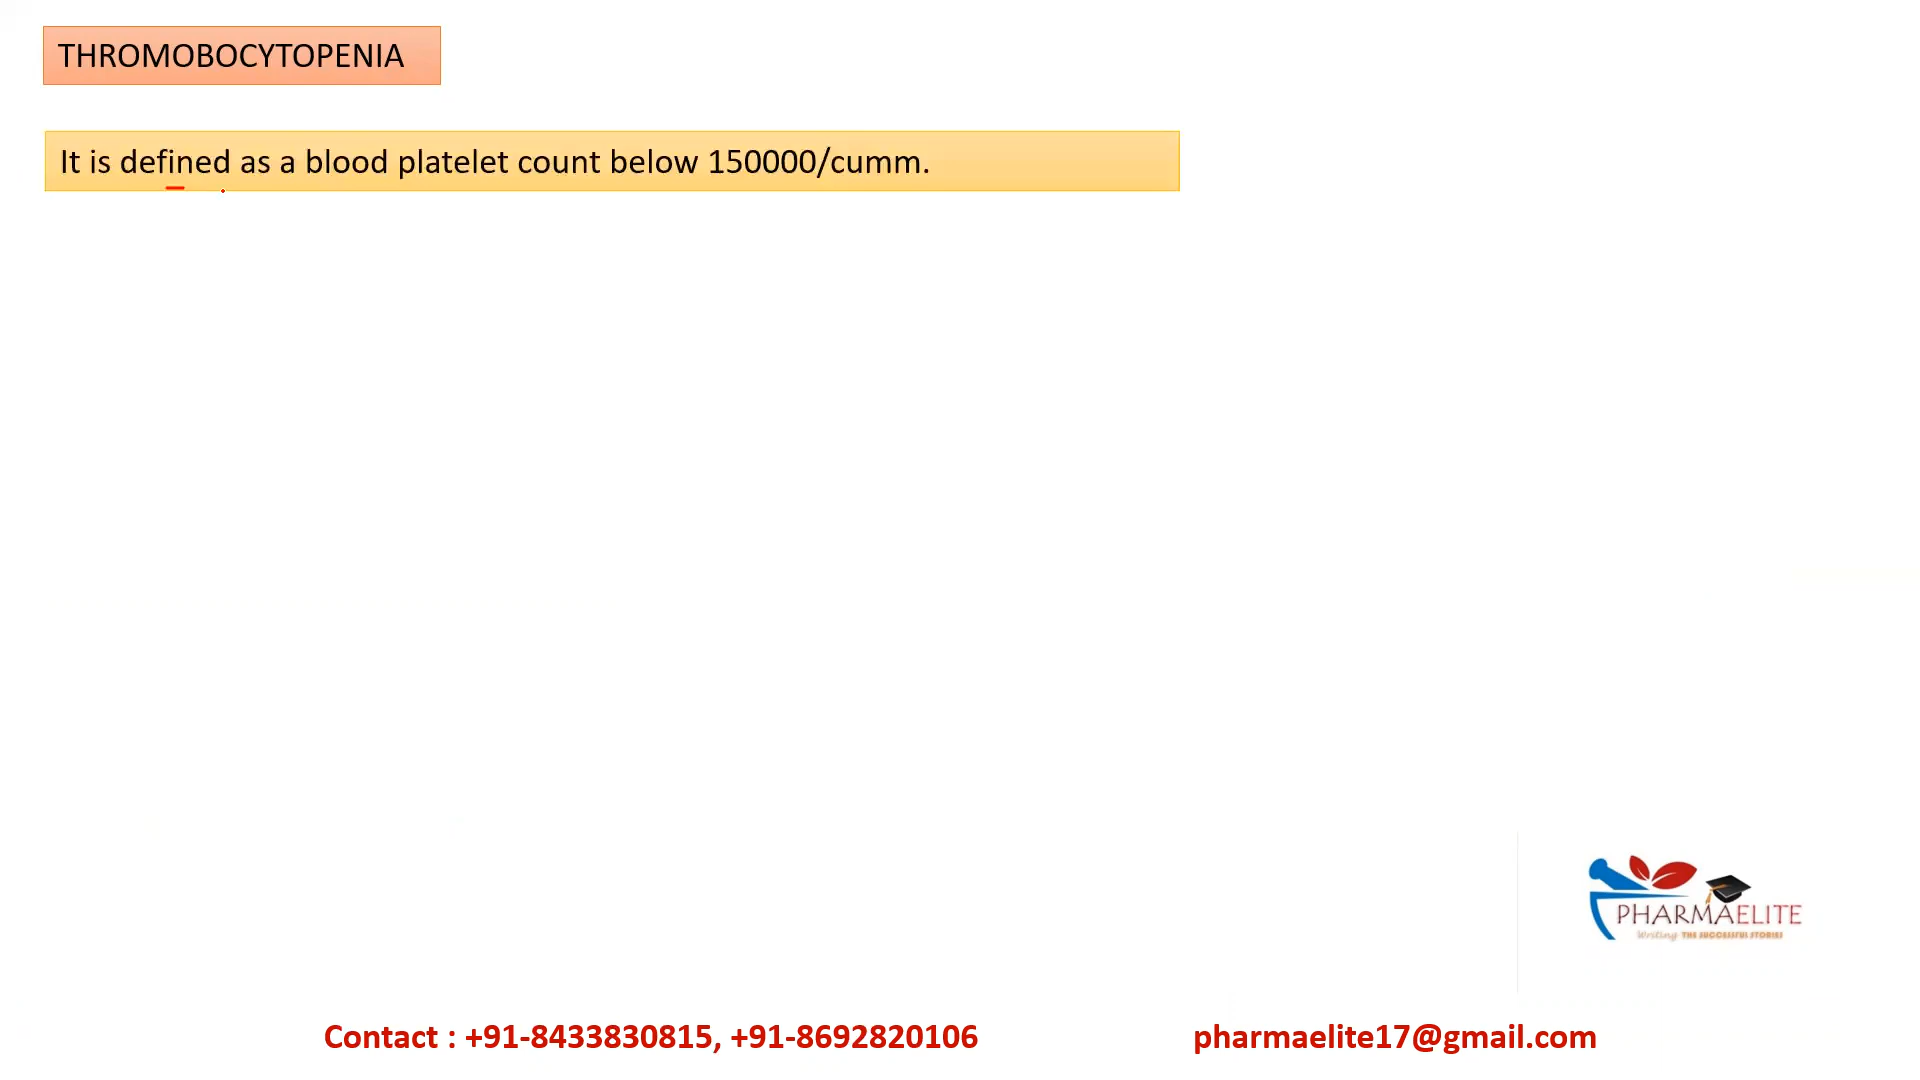 THROMOBOCYTOPENIA
It is defined as a blood platelet count below 150000/cumm.
PHARMAELITE
Writing THE SUCCESSFUL STORIES
Contact : +91-8433830815, +91-8692820106 pharmaelite17@gmail.com